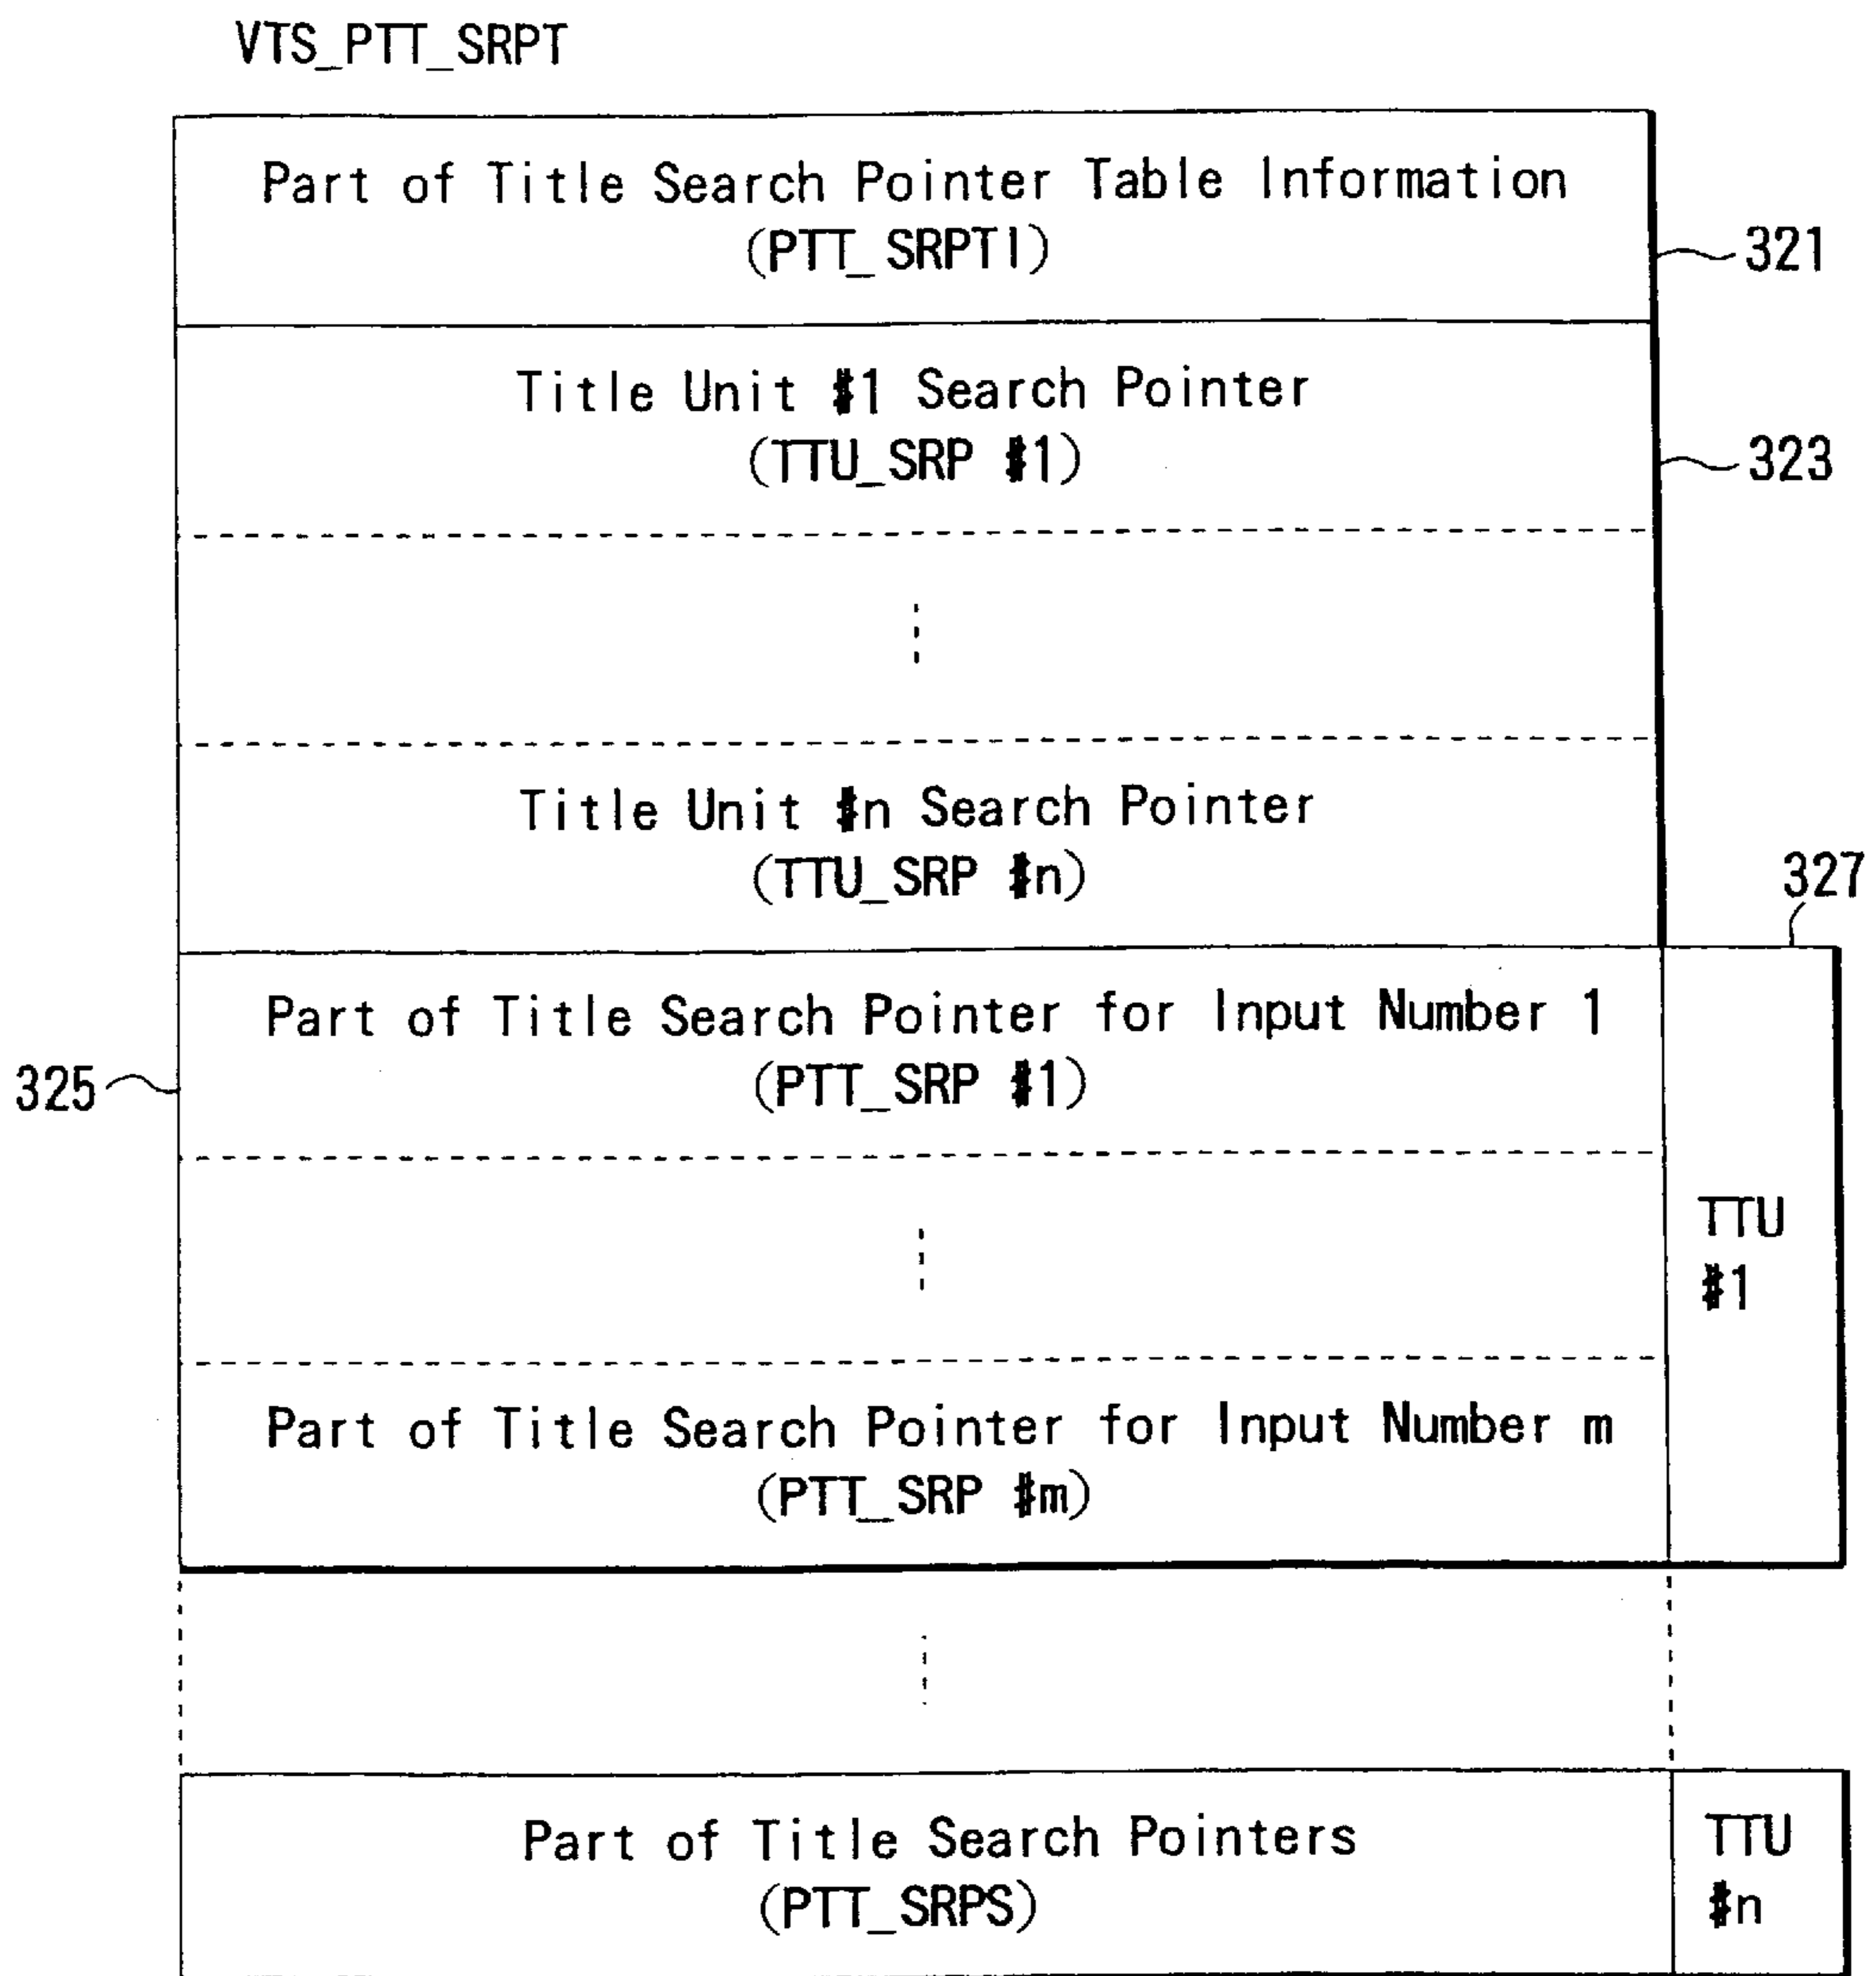 VTS_PTT_SRPT
Part of Title Search Pointer Table Information
(PTT_SRPTI)
321
Title Unit #1 Search Pointer
(TTU_SRP #1)
323
Title Unit #n Search Pointer
(TTU_SRP #n)
327
Part of Title Search Pointer for Input Number 1
(PTT_SRP #1)
325
TTU
#1
Part of Title Search Pointer for Input Number m
(PTT_SRP #m)
Part of Title Search Pointers
(PTT_SRPS)
TTU
#n